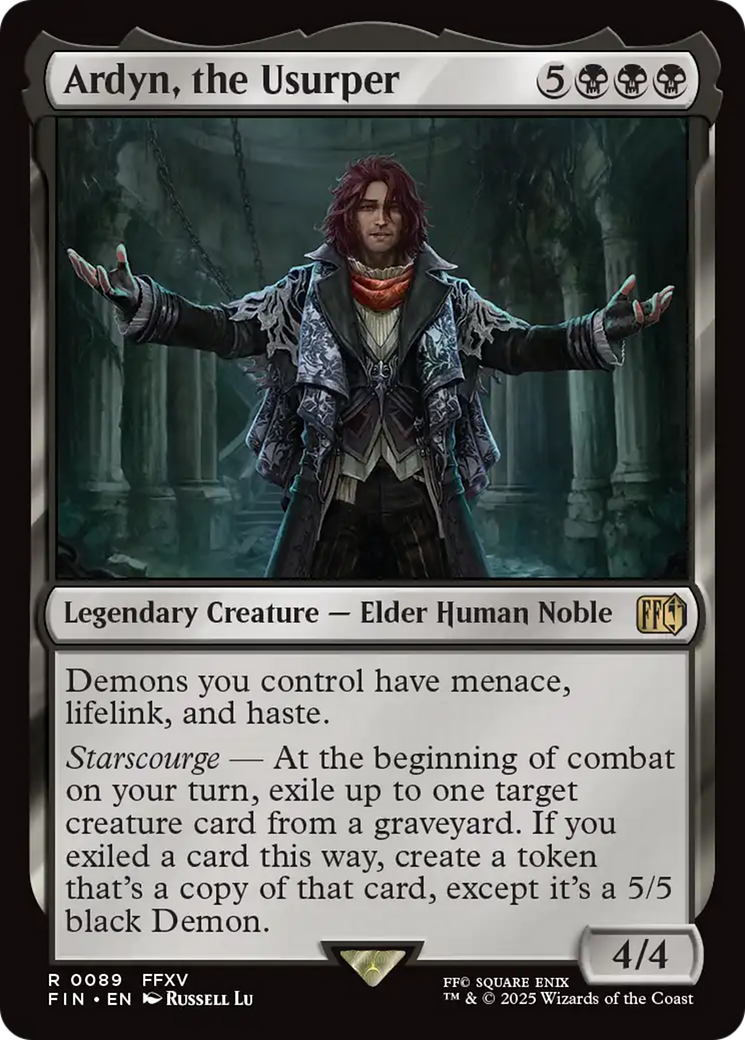 Ardyn, the Usurper 5
Legendary Creature — Elder Human Noble FF
Demons you control have menace,
lifelink, and haste.
Starscourge — At the beginning of combat
on your turn, exile up to one target
creature card from a graveyard. If you
exiled a card this way, create a token
that's a copy of that card, except it's a 5/5
black Demon.
4/4
R 0089 FFXV
FIN • EN Russell Lu
FF© SQUARE ENIX
™ & © 2025 Wizards of the Coast